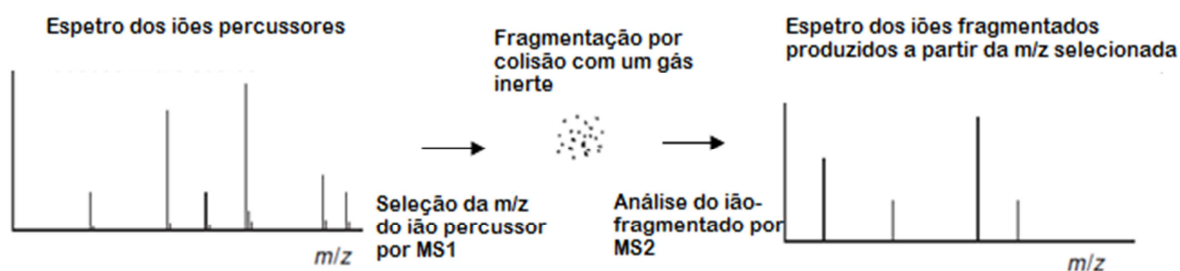 Espetro dos iões percussores
Fragmentação por
colisão com um gás
inerte
Espetro dos iões fragmentados
produzidos a partir da m/z selecionada
m/z
Seleção da m/z
do ião percussor
por MS1
Análise do ião-
fragmentado por
MS2
m/z